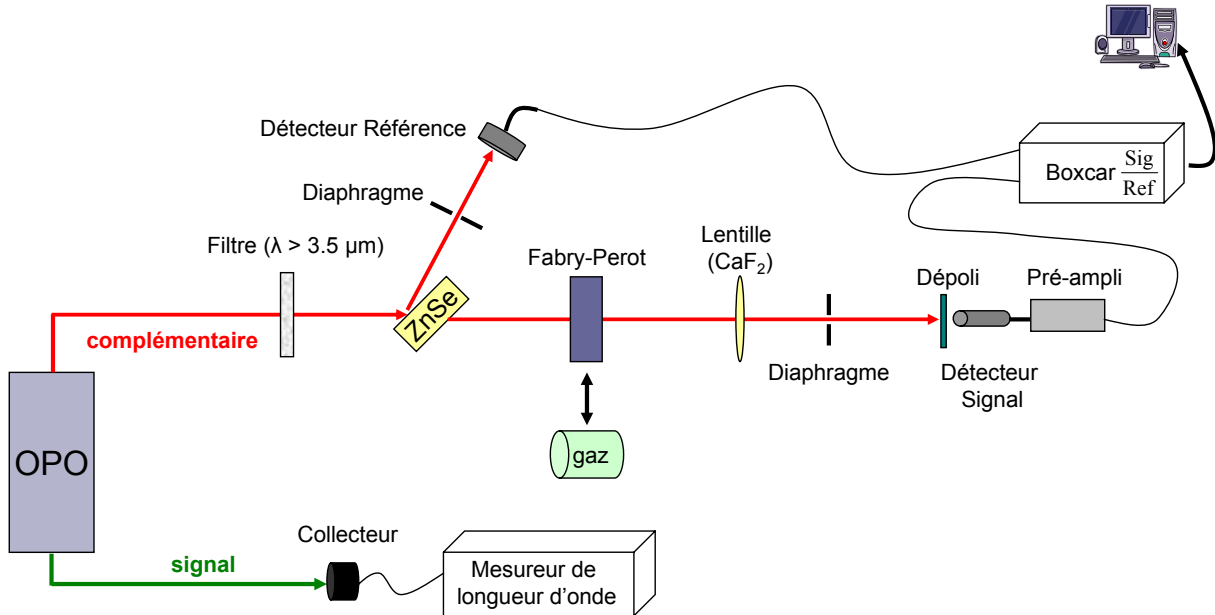 Détecteur Référence
Boxcar Sig
Ref
Diaphragme
Filtre (λ > 3.5 µm)
Lentille
(CaF₂)
Fabry-Perot
Dépoli
Pré-ampli
ZnSe
complémentaire
Diaphragme
Détecteur
Signal
OPO
gaz
Collecteur
signal
Mesureur de
longueur d'onde